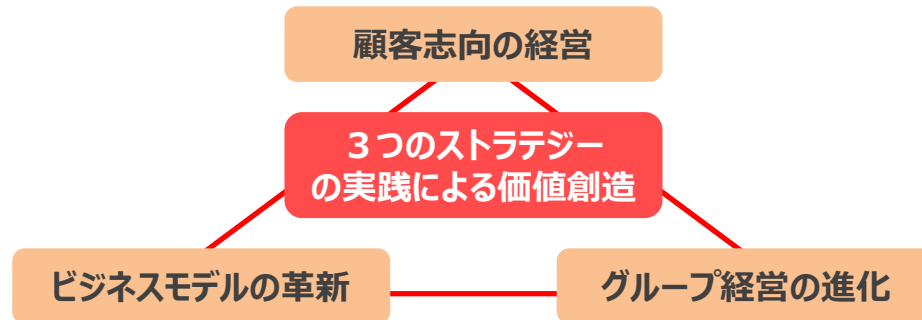 顧客志向の経営
３つのストラテジー
の実践による価値創造
ビジネスモデルの革新
グループ経営の進化